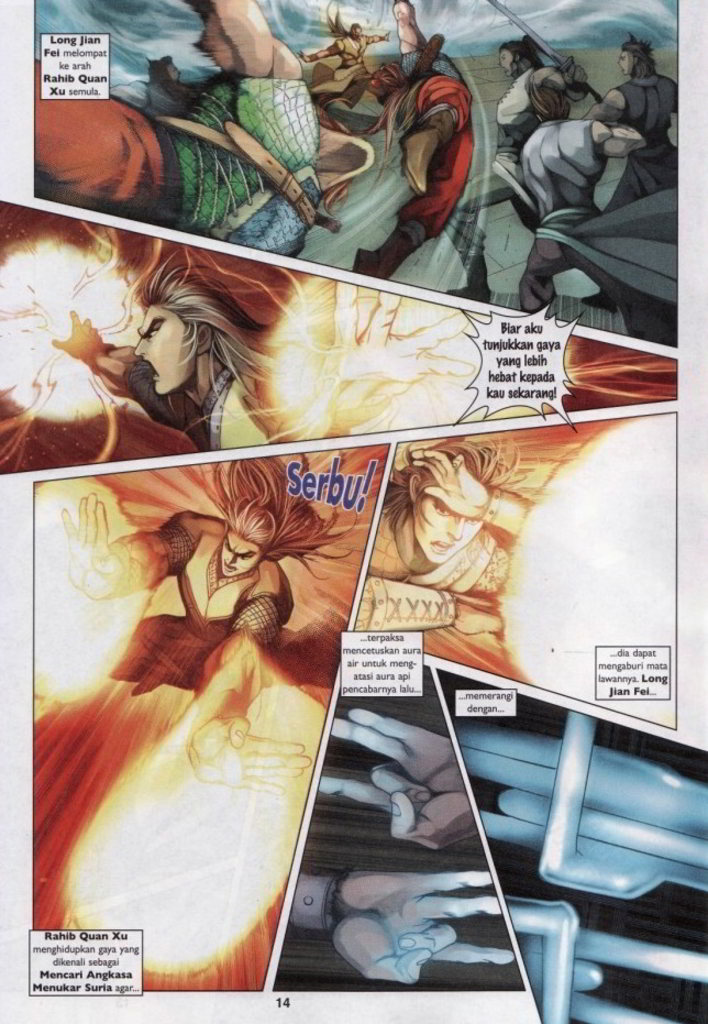 Long Jian
Fei melompat
ke arah
Rahib Quan
Xu semula.
Biar aku
tunjukkan gaya
yang lebih
hebat kepada
kau sekarang!
Serbu!
Rahib Quan Xu
menghidupkan gaya yang
dikenali sebagai
Mencari Angkasa
Menukar Suria agar...
...dia dapat
mengaburi mata
lawannya. Long
Jian Fei...
...terpaksa
mencetuskan aura
air untuk meng-
atasi aura api
pencabarnya lalu...
...memerangi
dengan...
14